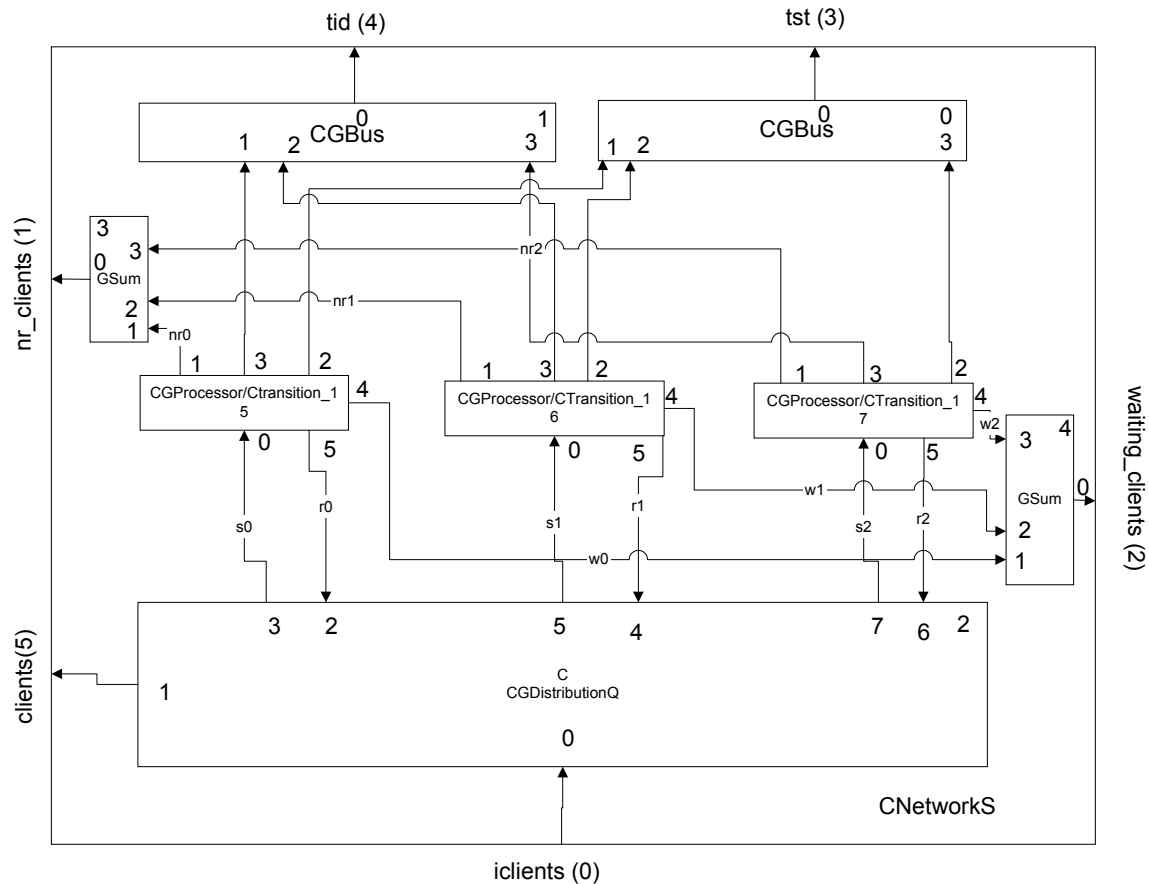 tid (4)
tst (3)
0
1
CGBus
1
2
3
0
0
CGBus
1
2
3
nr_clients (1)
3
3
0
GSum
2
1
nr2
nr1
nr0
1
3
2
CGProcessor/Ctransition_1
5
4
0
5
1
3
2
CGProcessor/CTransition_1
6
4
0
5
1
3
2
CGProcessor/CTransition_1
7
4
0
5
w2
4
3
0
GSum
2
1
waiting_clients (2)
w1
s0
r0
s1
r1
s2
r2
w0
3
2
5
4
7
6
2
clients(5)
1
C
CGDistributionQ
0
CNetworkS
iclients (0)